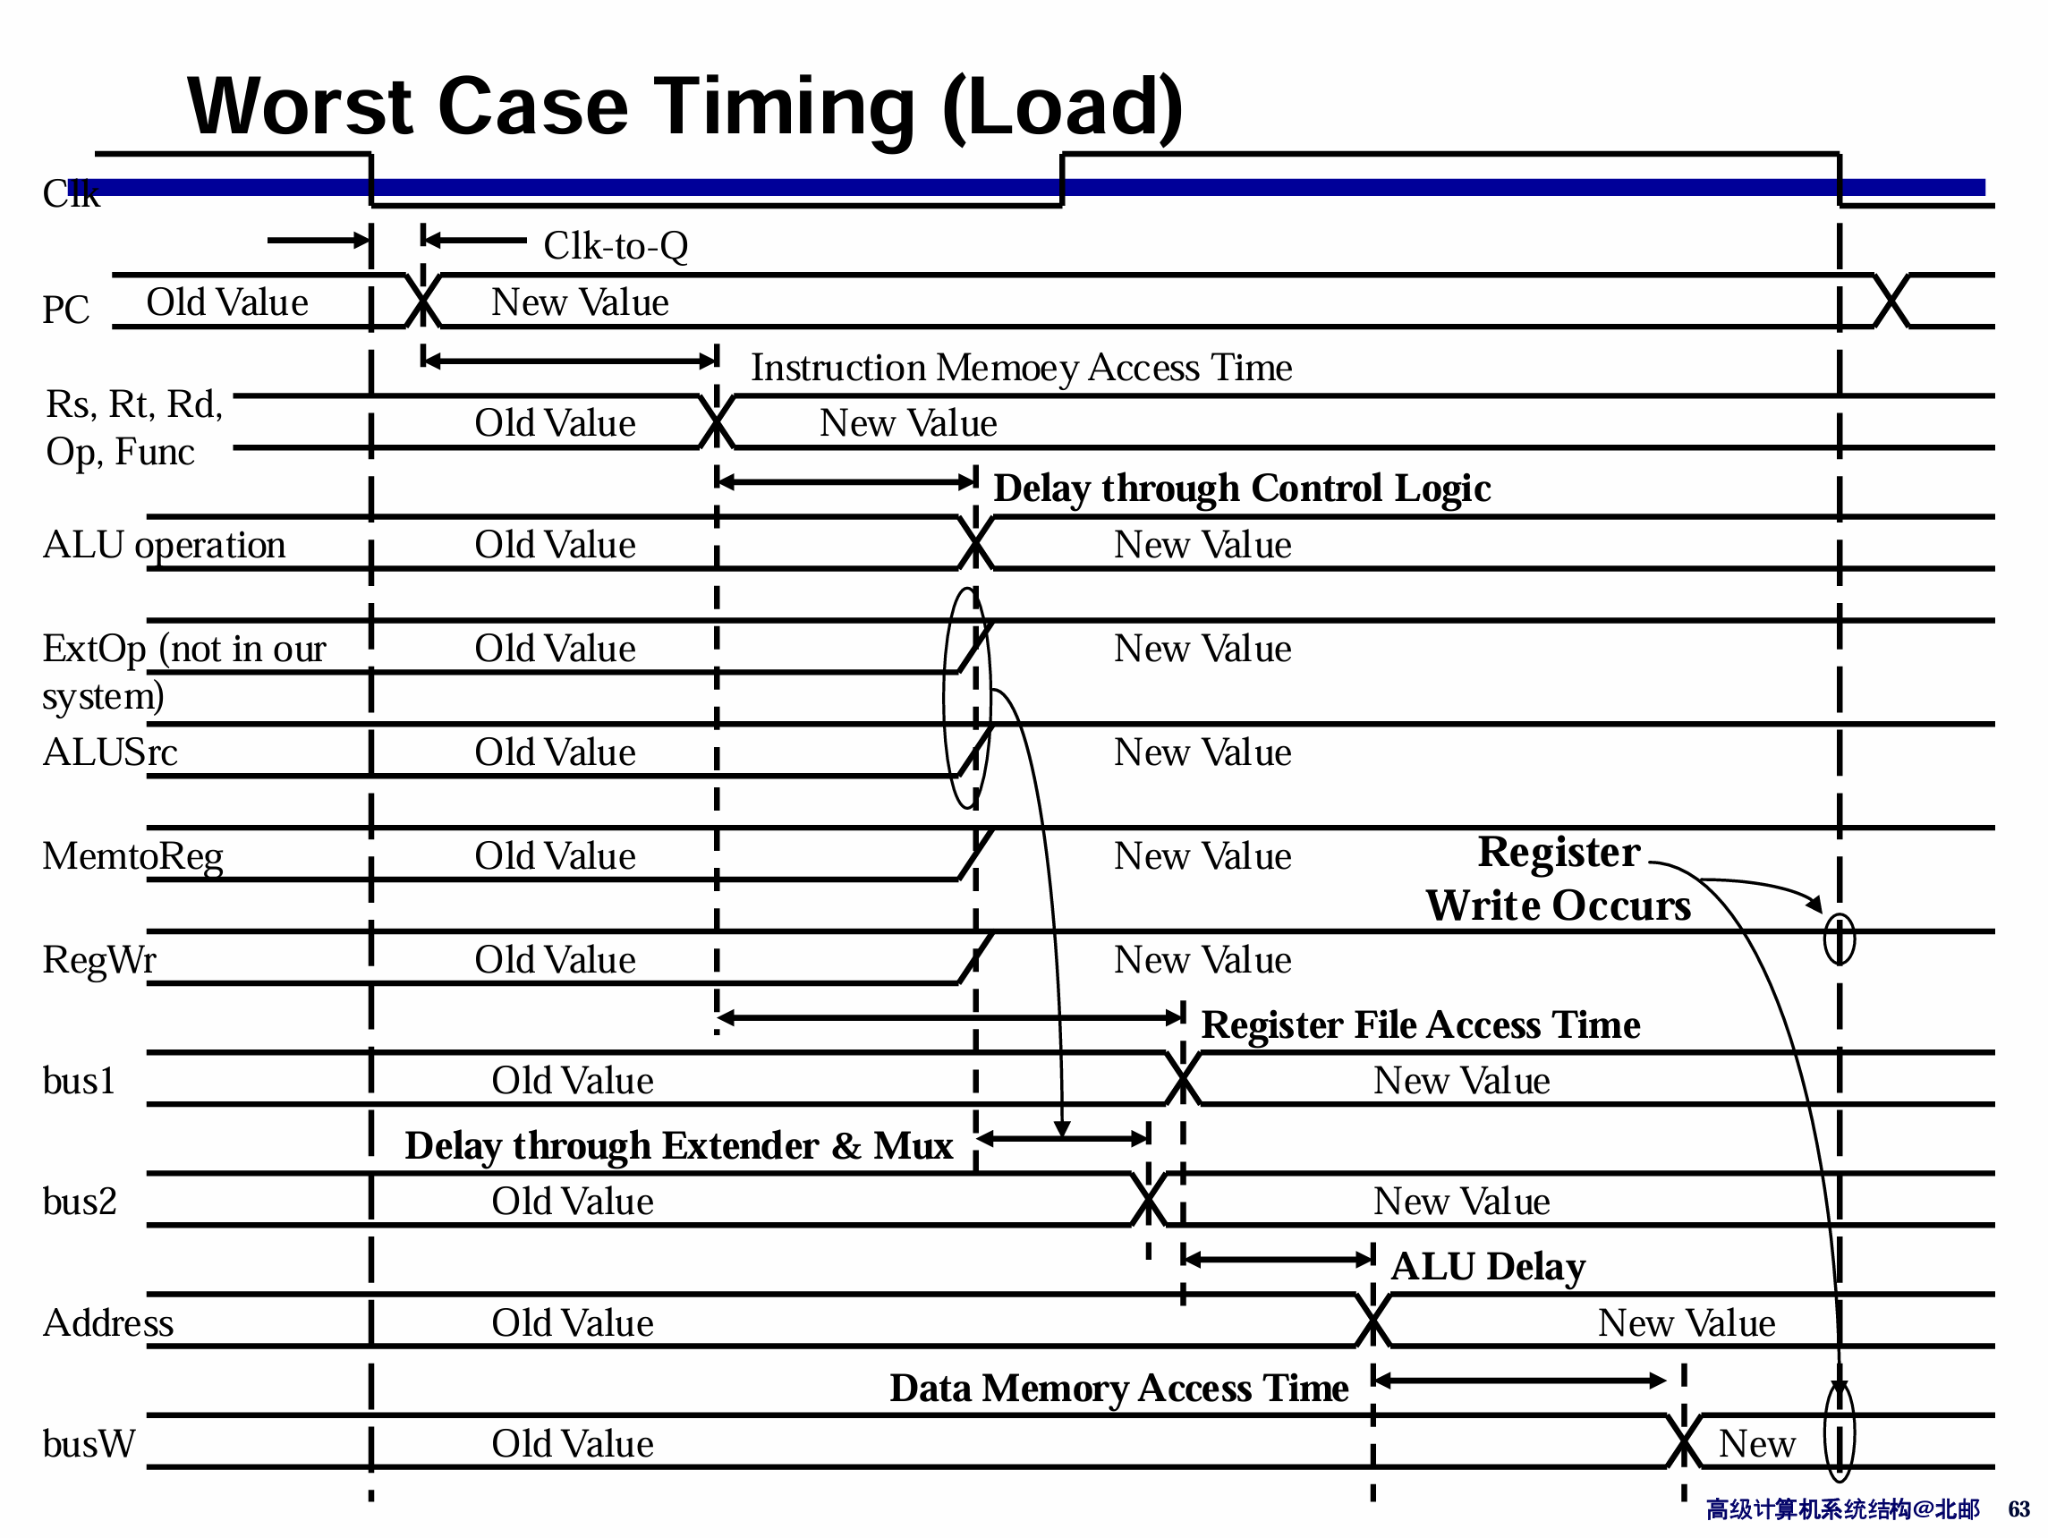 Worst Case Timing (Load)
Clk
Clk-to-Q
PC
Old Value
New Value
Instruction Memoey Access Time
Rs, Rt, Rd,
Op, Func
Old Value
New Value
Delay through Control Logic
ALU operation
Old Value
New Value
ExtOp (not in our
system)
Old Value
New Value
ALUSrc
Old Value
New Value
MemtoReg
Old Value
New Value
Register
Write Occurs
RegWr
Old Value
New Value
Register File Access Time
bus1
Old Value
New Value
Delay through Extender & Mux
bus2
Old Value
New Value
ALU Delay
Address
Old Value
New Value
Data Memory Access Time
busW
Old Value
New
高级计算机系统结构@北邮 63